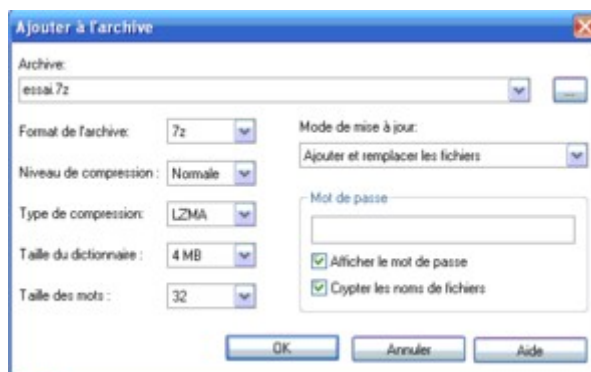 Ajouter à l'archive
Archive:
essai.7z
...
Format de l'archive: 7z
Niveau de compression : Normale
Type de compression: LZMA
Taille du dictionnaire : 4 MB
Taille des mots : 32
Mode de mise à jour:
Ajouter et remplacer les fichiers
Mot de passe
Afficher le mot de passe
Crypter les noms de fichiers
OK Annuler Aide